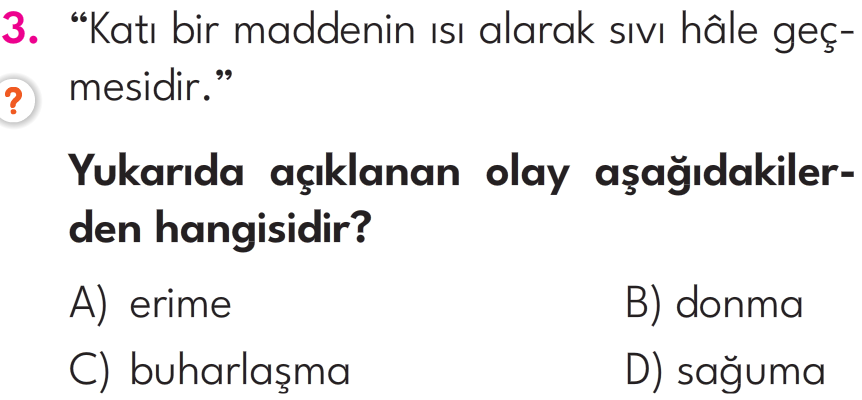 3. “Katı bir maddenin ısı alarak sıvı hâle geç-
mesidir.”
?
Yukarıda açıklanan olay aşağıdakiler-
den hangisidir?
A) erime B) donma
C) buharlaşma D) sağuma